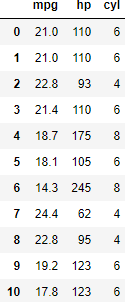 mpg hp cyl
0 21.0 110 6
1 21.0 110 6
2 22.8 93 4
3 21.4 110 6
4 18.7 175 8
5 18.1 105 6
6 14.3 245 8
7 24.4 62 4
8 22.8 95 4
9 19.2 123 6
10 17.8 123 6